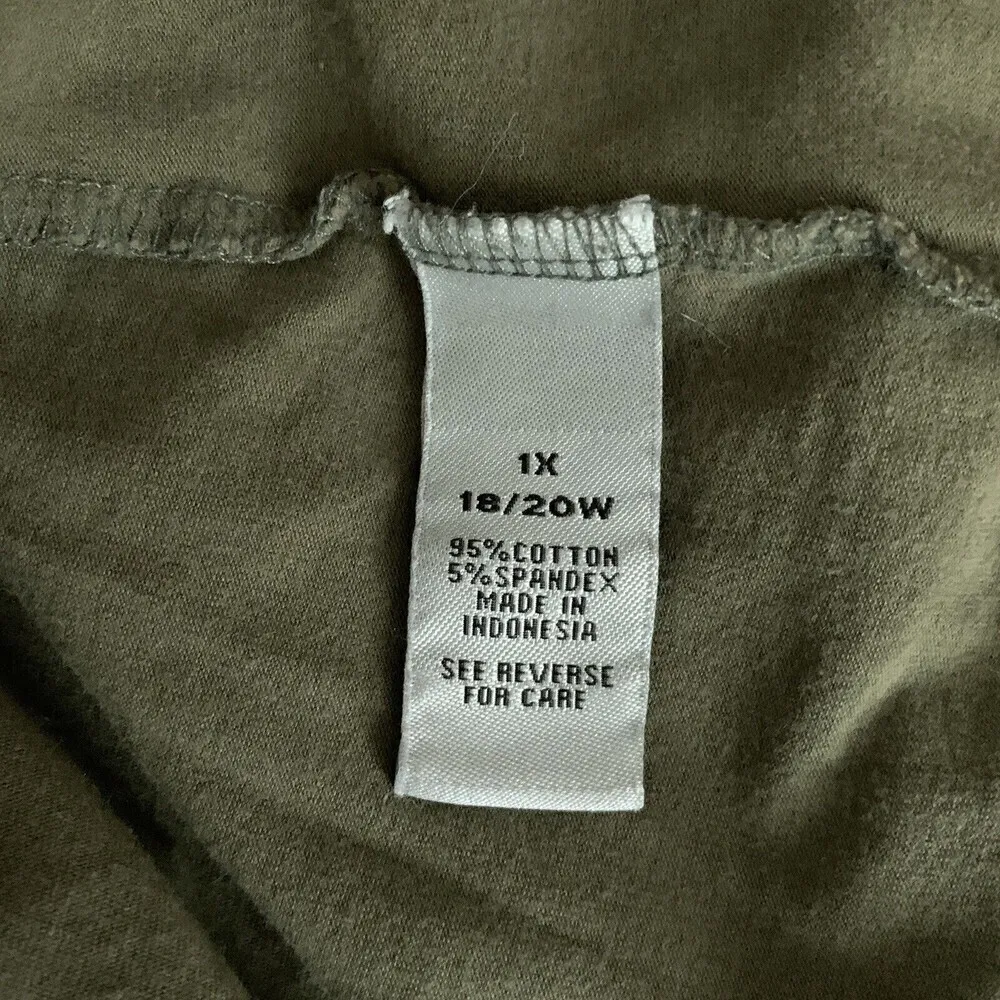 1X
18/20W
95%COTTON
5%SPANDEX
MADE IN
INDONESIA
SEE REVERSE
FOR CARE